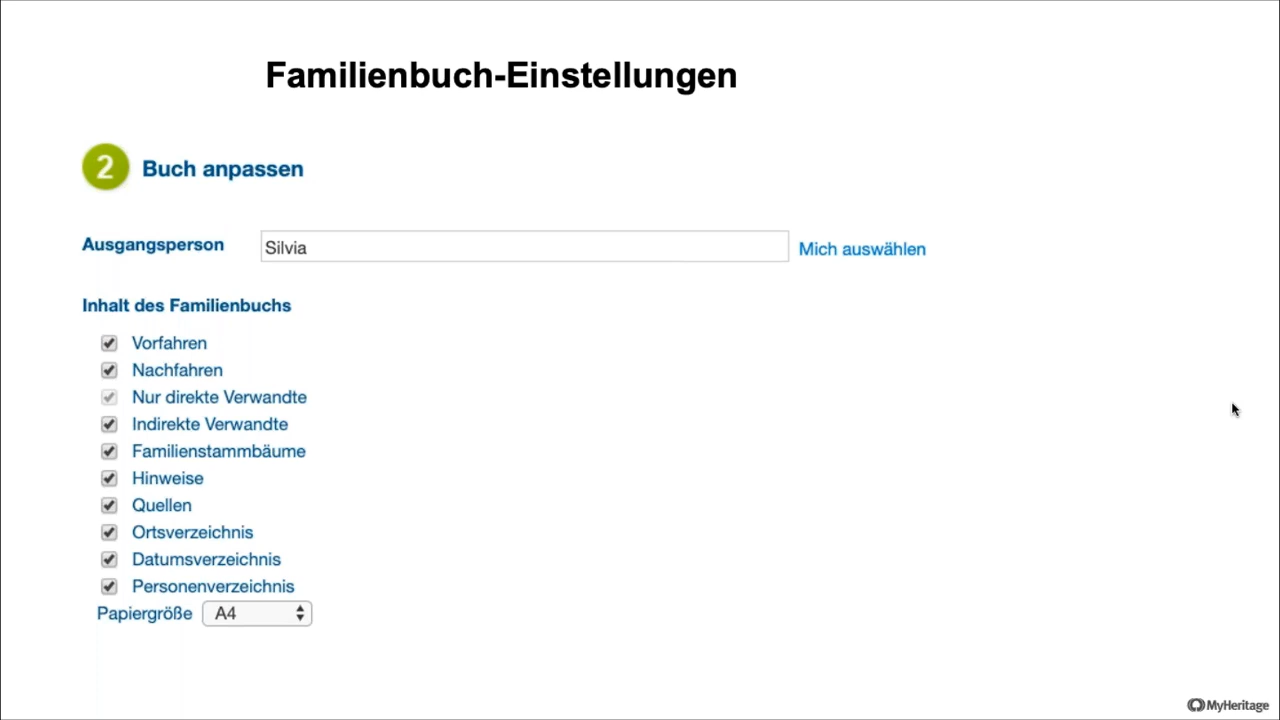 Familienbuch-Einstellungen
2 Buch anpassen
Ausgangsperson Silvia Mich auswählen
Inhalt des Familienbuchs
Vorfahren
Nachfahren
Nur direkte Verwandte
Indirekte Verwandte
Familienstammbäume
Hinweise
Quellen
Ortsverzeichnis
Datumsverzeichnis
Personenverzeichnis
Papiergröße A4
MyHeritage